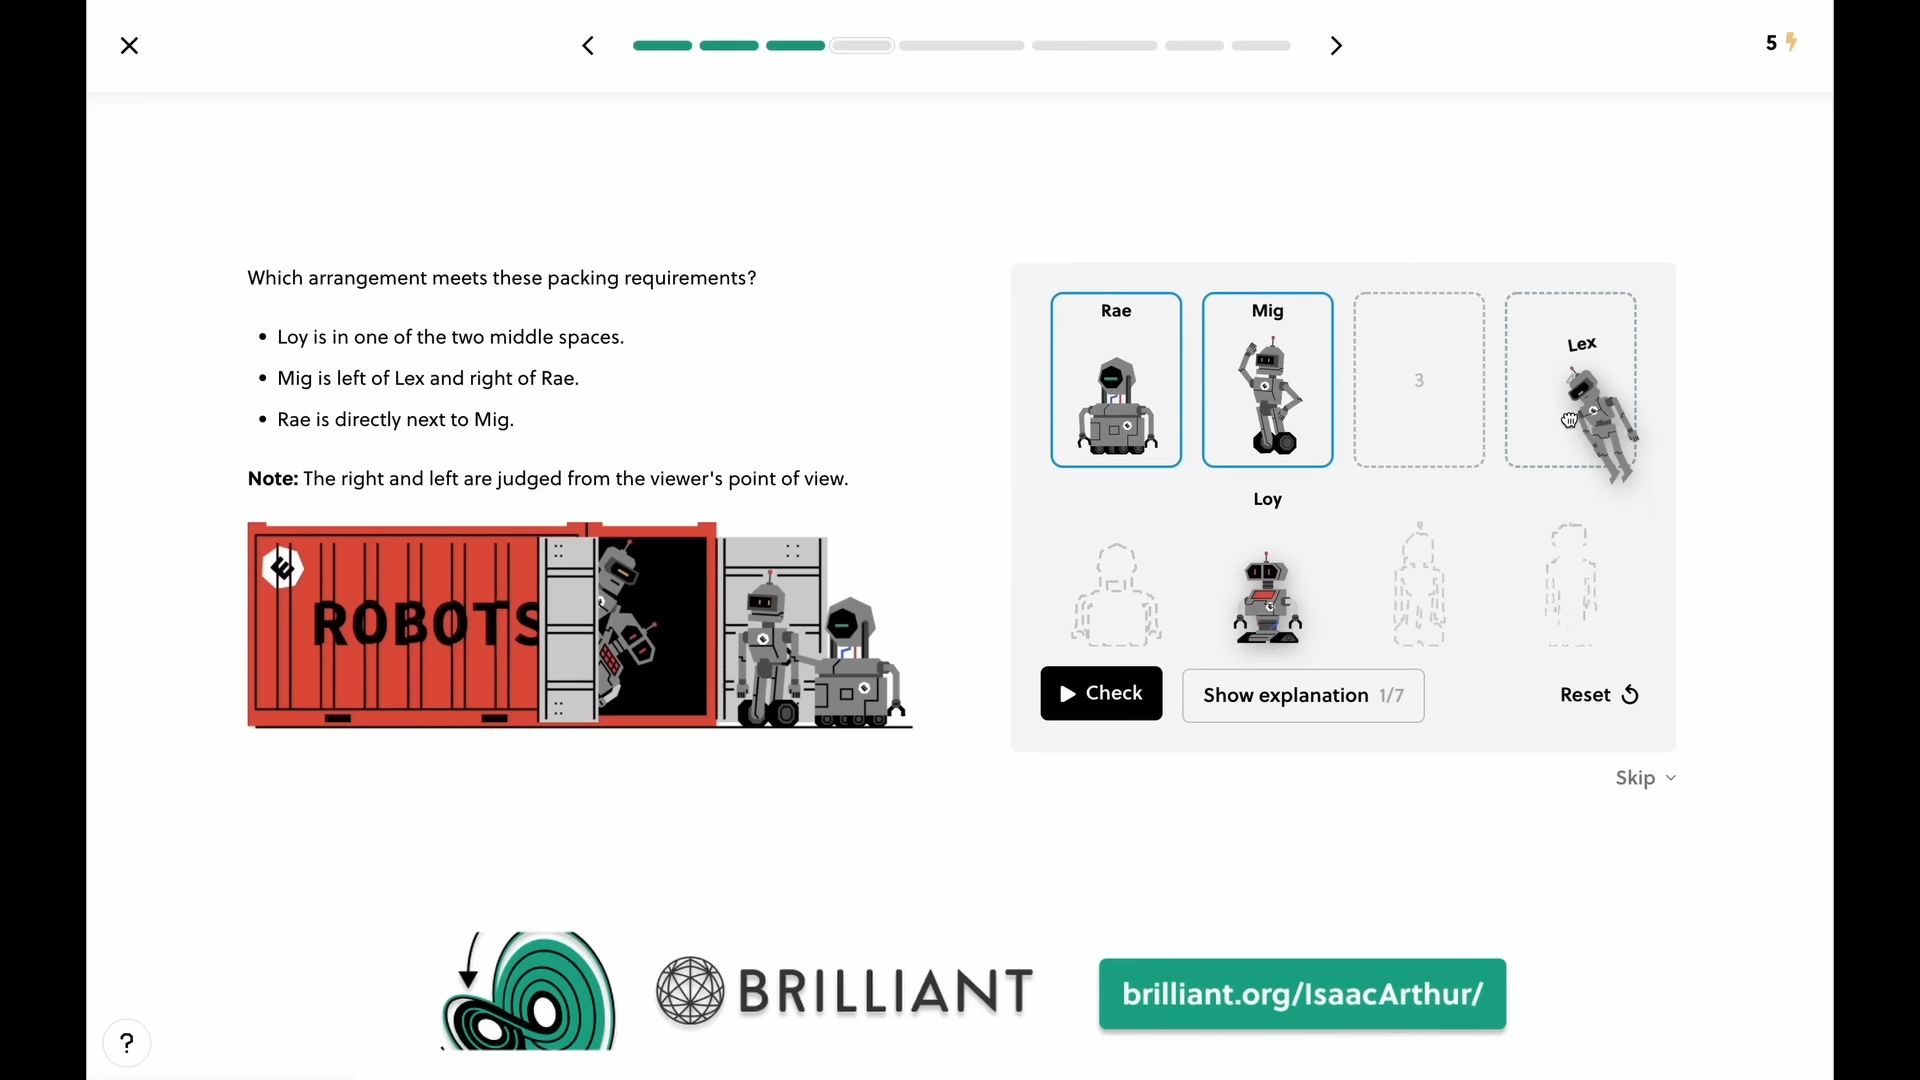 5
Which arrangement meets these packing requirements?
• Loy is in one of the two middle spaces.
• Mig is left of Lex and right of Rae.
• Rae is directly next to Mig.
Note: The right and left are judged from the viewer's point of view.
E
ROBOTS
Rae
Mig
3
Lex
Loy
Check
Show explanation 1/7
Reset
Skip
BRILLIANT
brilliant.org/IsaacArthur/
?